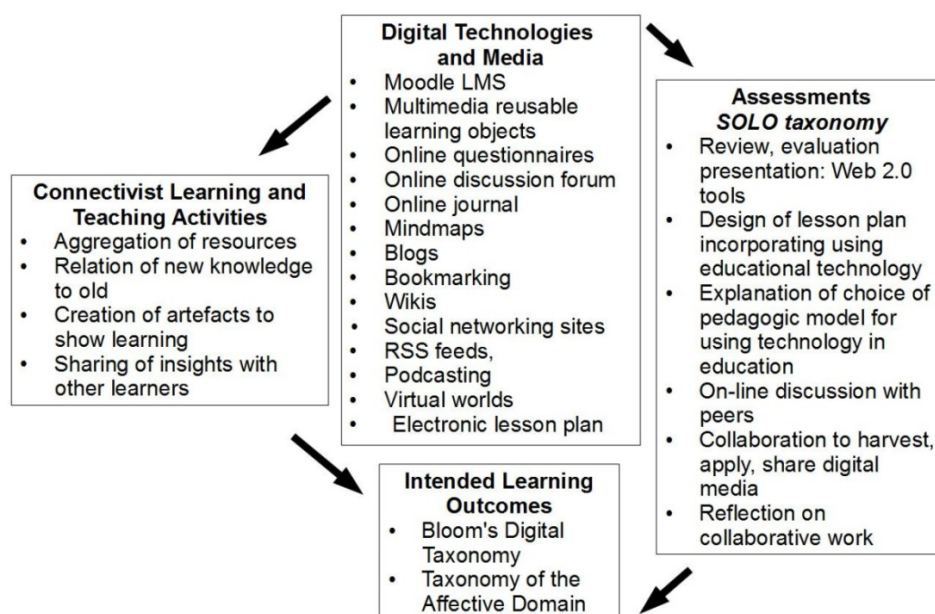 Digital Technologies
and Media
• Moodle LMS
• Multimedia reusable
learning objects
• Online questionnaires
• Online discussion forum
• Online journal
• Mindmaps
• Blogs
• Bookmarking
• Wikis
• Social networking sites
• RSS feeds,
• Podcasting
• Virtual worlds
• Electronic lesson plan
Connectivist Learning and
Teaching Activities
• Aggregation of resources
• Relation of new knowledge
to old
• Creation of artefacts to
show learning
• Sharing of insights with
other learners
Assessments
SOLO taxonomy
• Review, evaluation
presentation: Web 2.0
tools
• Design of lesson plan
incorporating using
educational technology
• Explanation of choice of
pedagogic model for
using technology in
education
• On-line discussion with
peers
• Collaboration to harvest,
apply, share digital
media
• Reflection on
collaborative work
Intended Learning
Outcomes
• Bloom's Digital
Taxonomy
• Taxonomy of the
Affective Domain